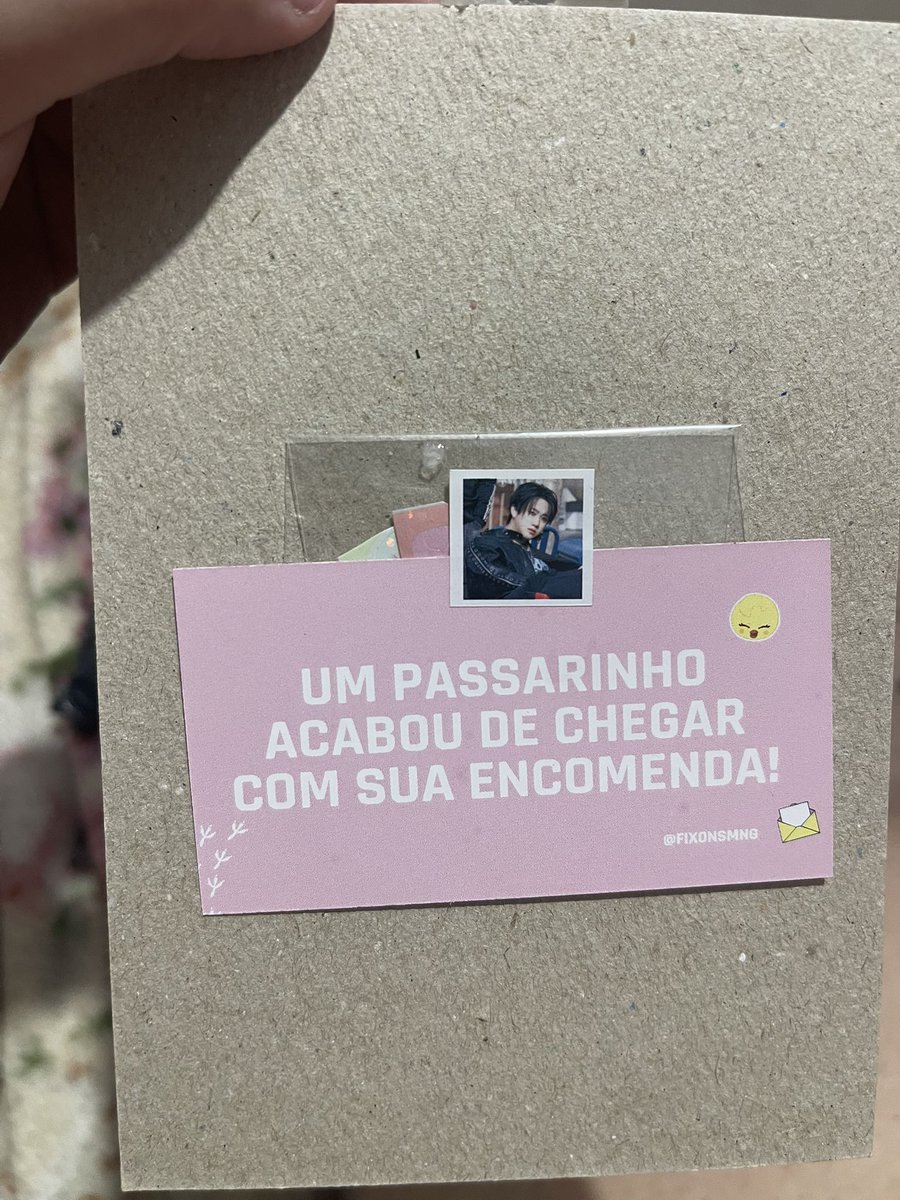 UM PASSARINHO
ACABOU DE CHEGAR
COM SUA ENCOMENDA!
@FIXONSMNG